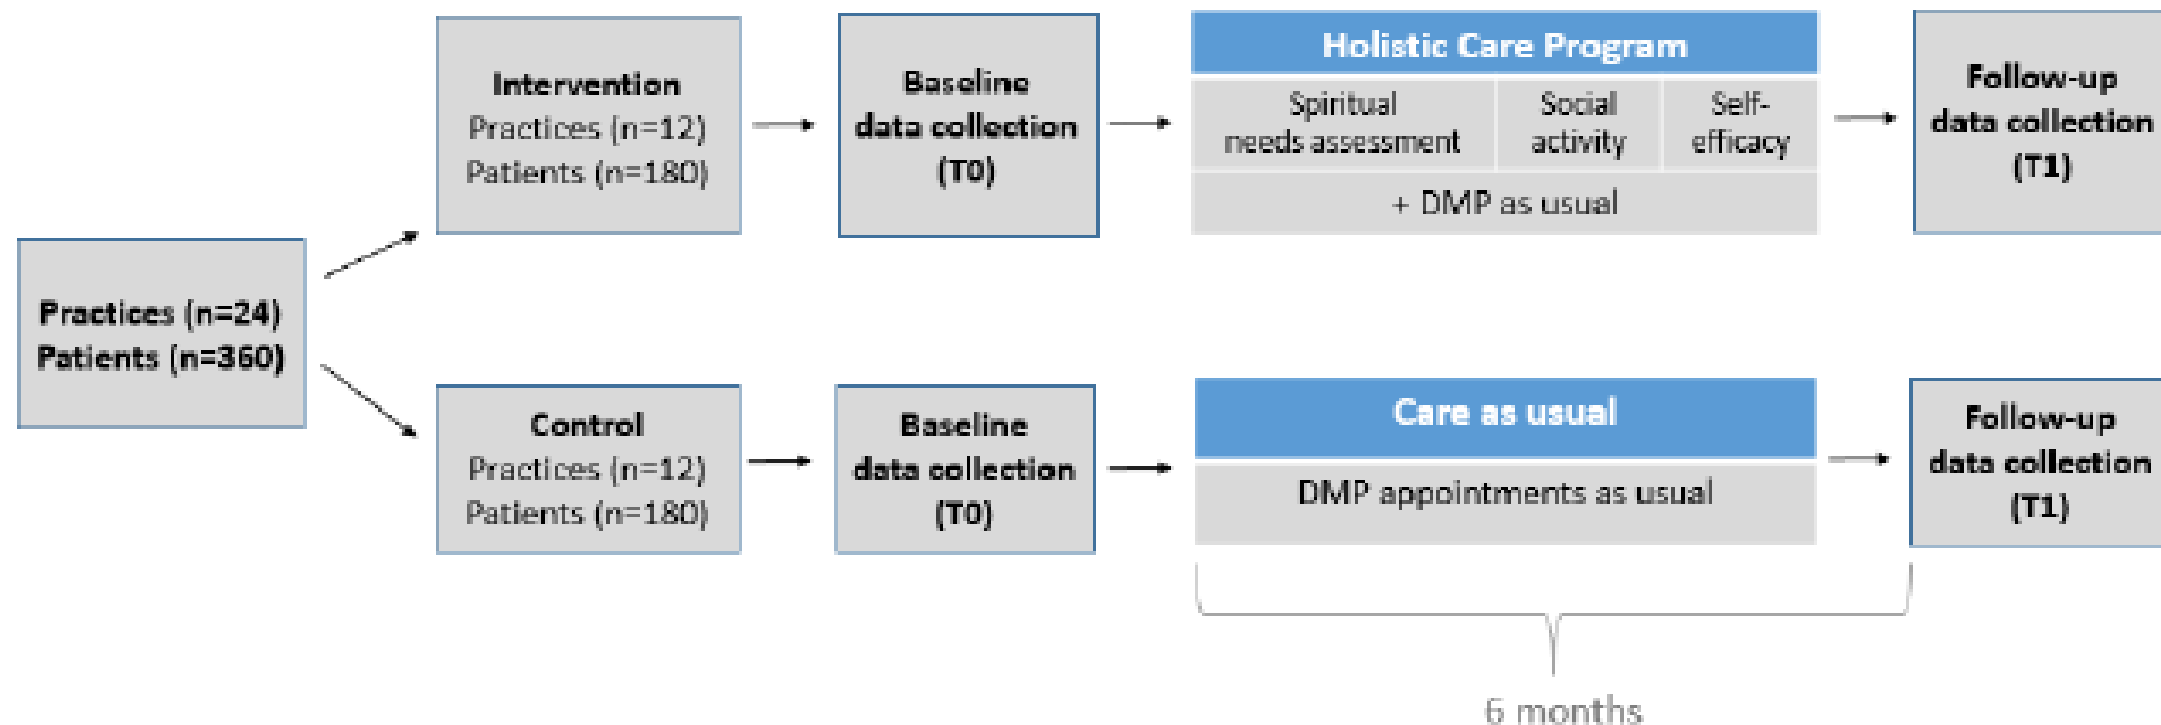 Practices (n=24)
Patients (n=360)
Intervention
Practices (n=12)
Patients (n=180)
Baseline
data collection
(T0)
Holistic Care Program
Spiritual
needs assessment
Social
activity
Self-
efficacy
+ DMP as usual
Follow-up
data collection
(T1)
Control
Practices (n=12)
Patients (n=180)
Baseline
data collection
(T0)
Care as usual
DMP appointments as usual
Follow-up
data collection
(T1)
6 months